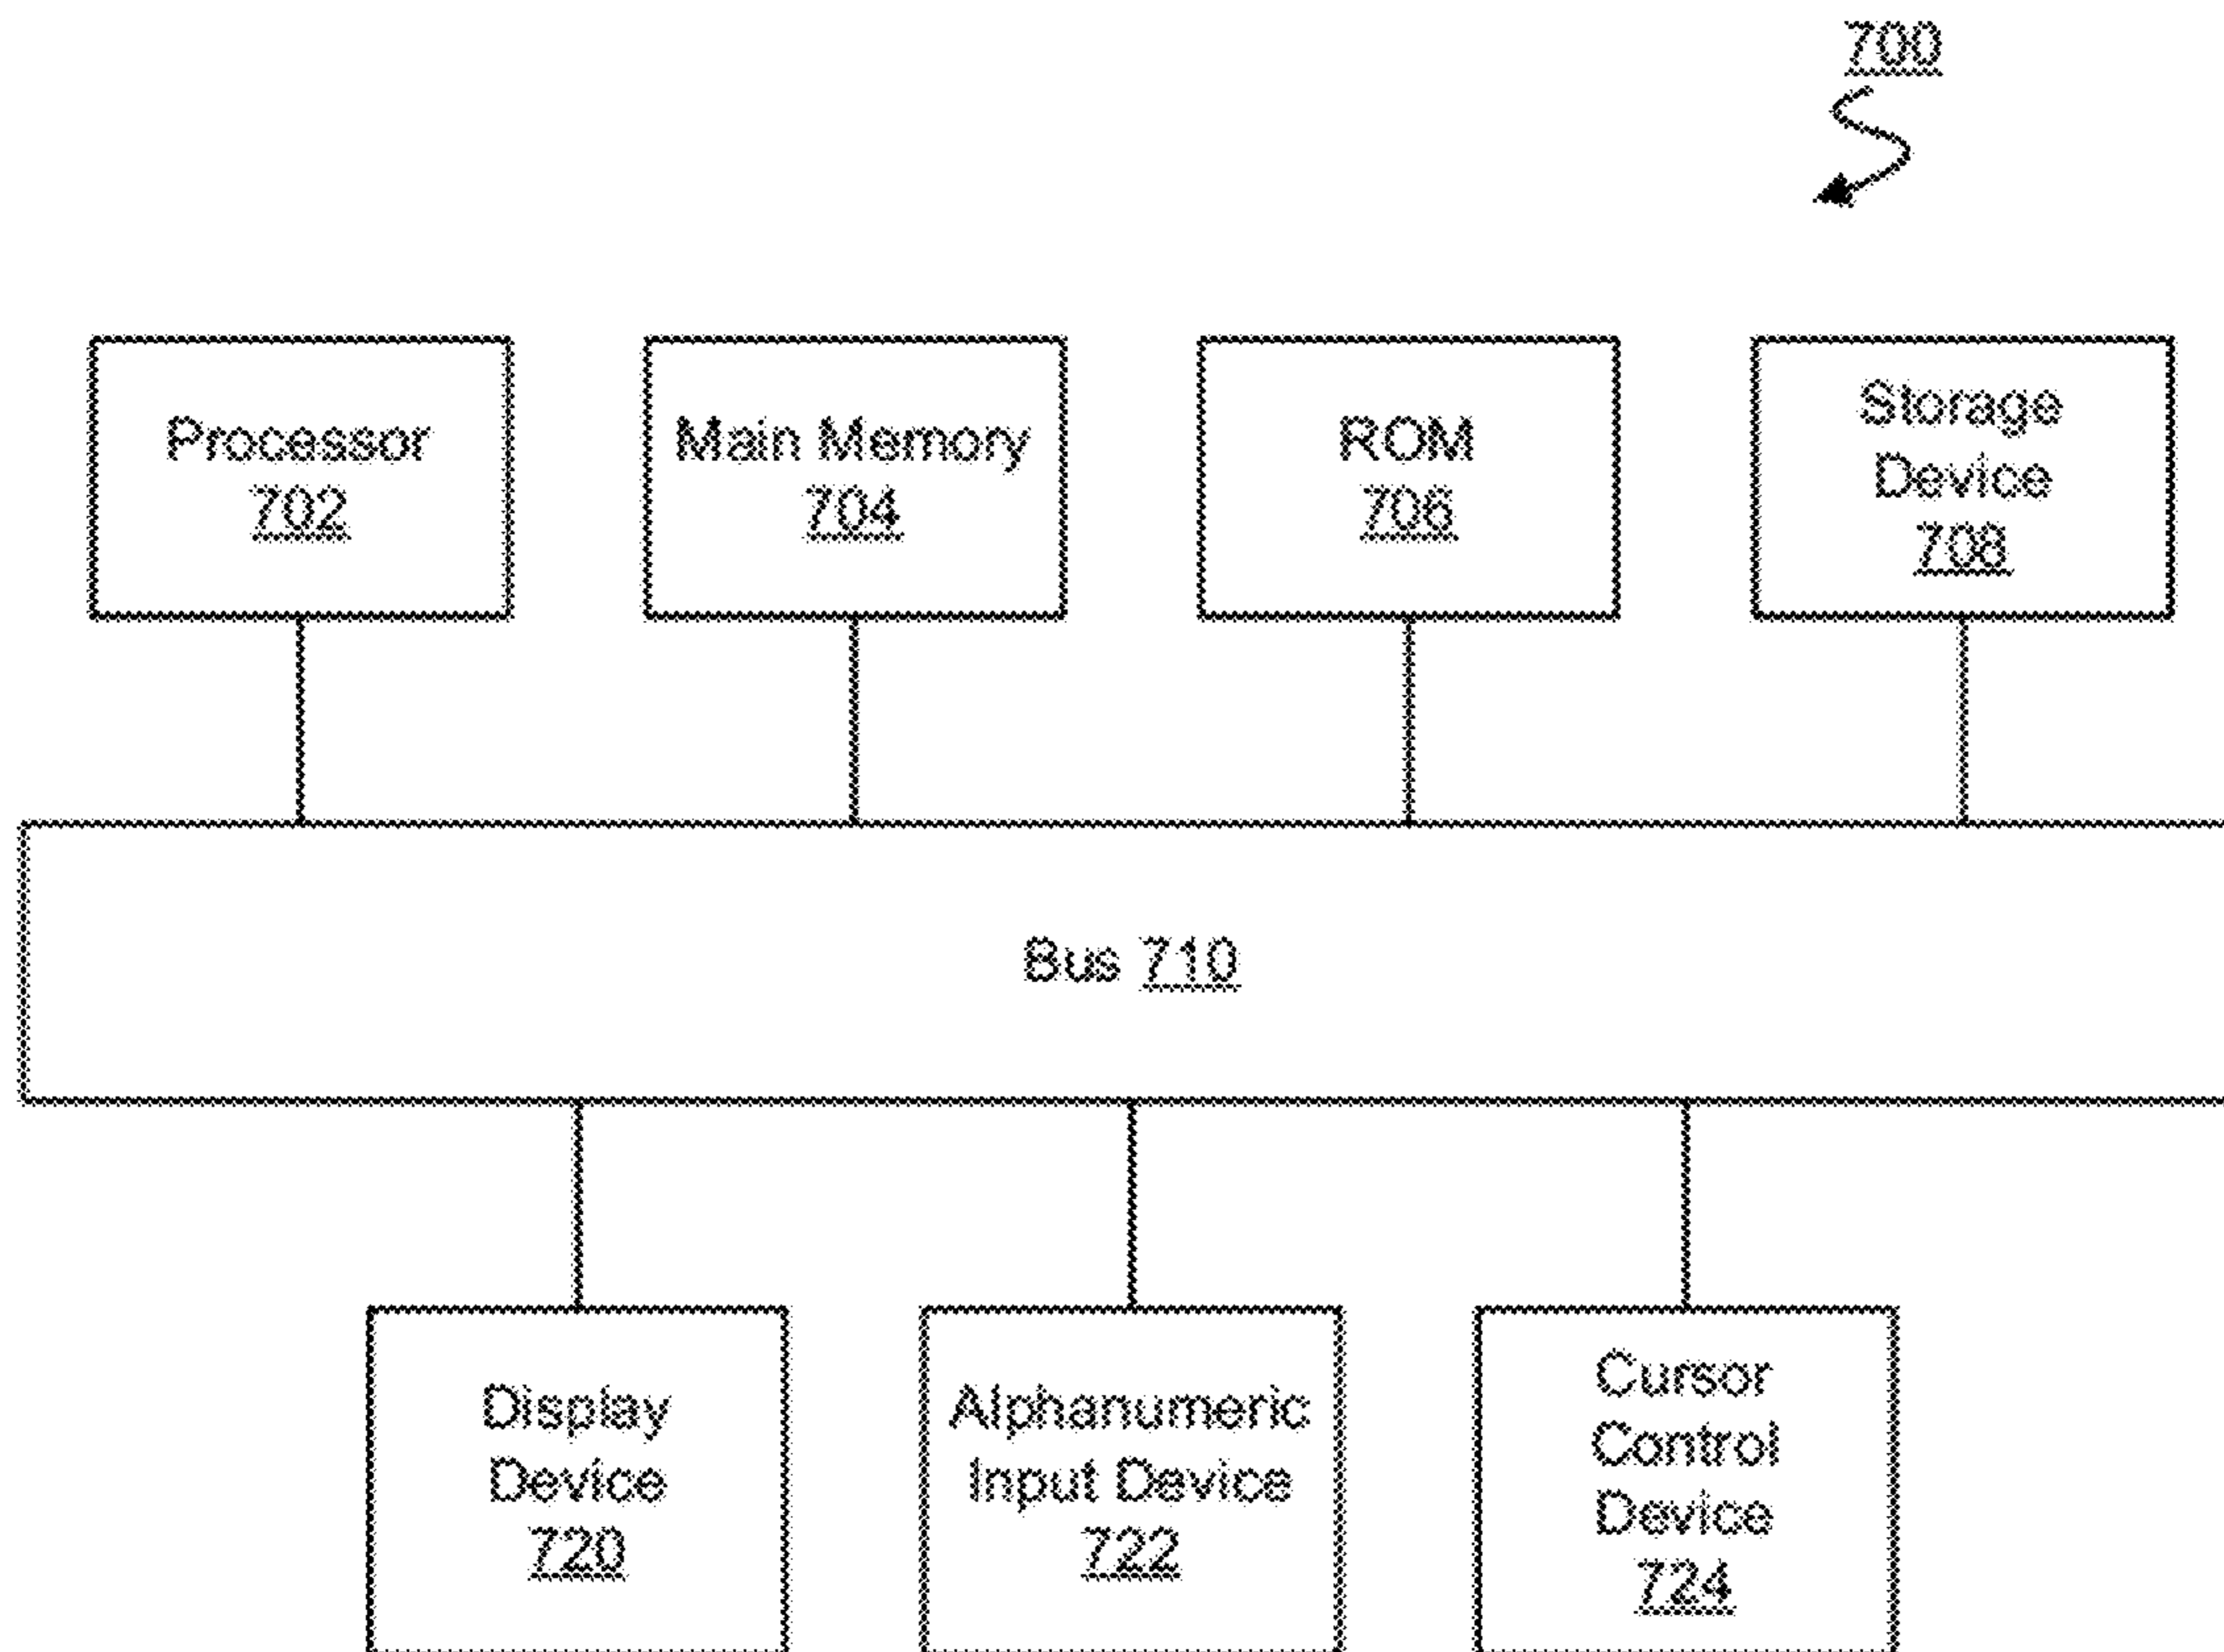 700
Processor
702
Main Memory
704
ROM
706
Storage
Device
708
Bus 710
Display
Device
720
Alphanumeric
Input Device
722
Cursor
Control
Device
724